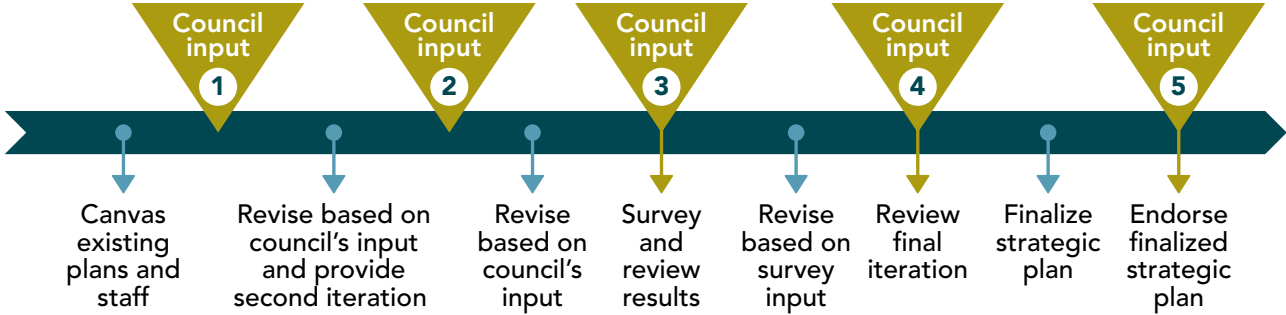 Council
input
1
Council
input
2
Council
input
3
Council
input
4
Council
input
5
Canvas
existing
plans and
staff
Revise based on
council's input
and provide
second iteration
Revise
based on
council's
input
Survey
and
review
results
Revise
based on
survey
input
Review
final
iteration
Finalize
strategic
plan
Endorse
finalized
strategic
plan